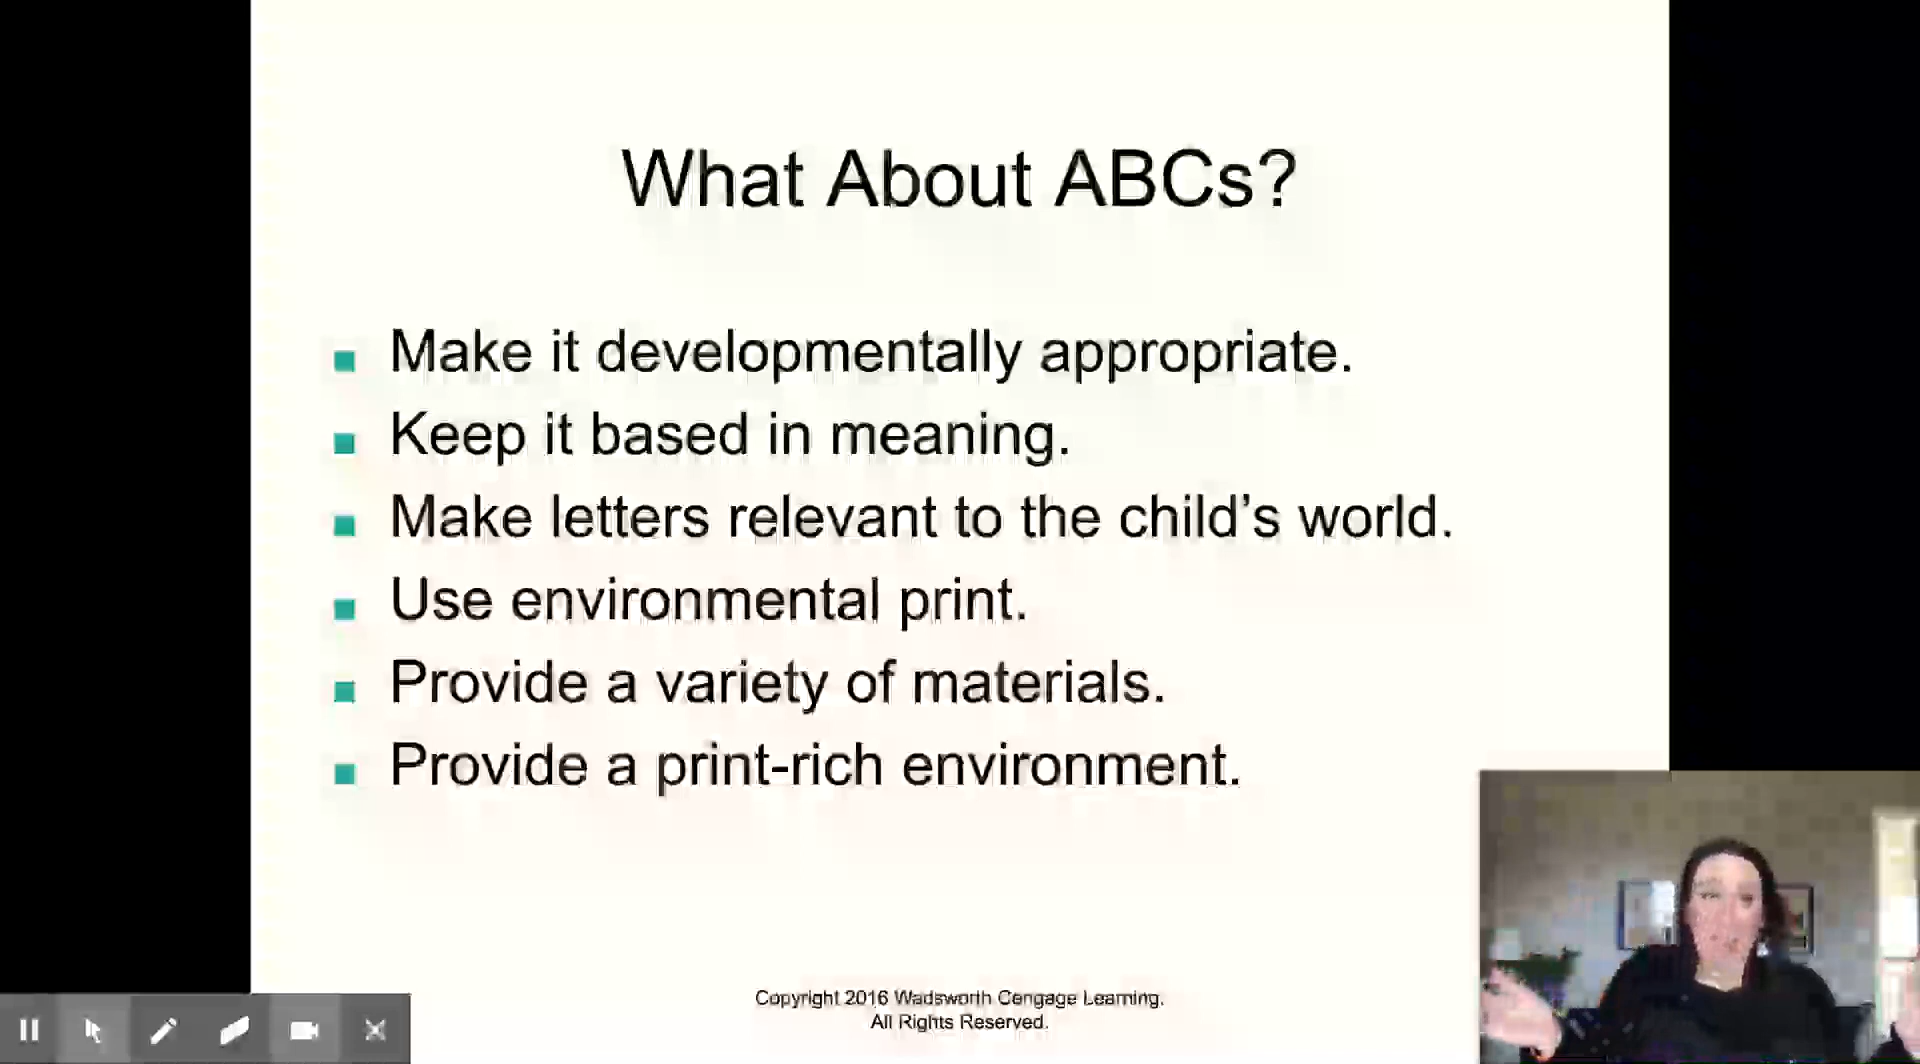 What About ABCs?
Make it developmentally appropriate.
Keep it based in meaning.
Make letters relevant to the child’s world.
Use environmental print.
Provide a variety of materials.
Provide a print-rich environment.
Copyright 2016 Wadsworth Cengage Learning.
All Rights Reserved.